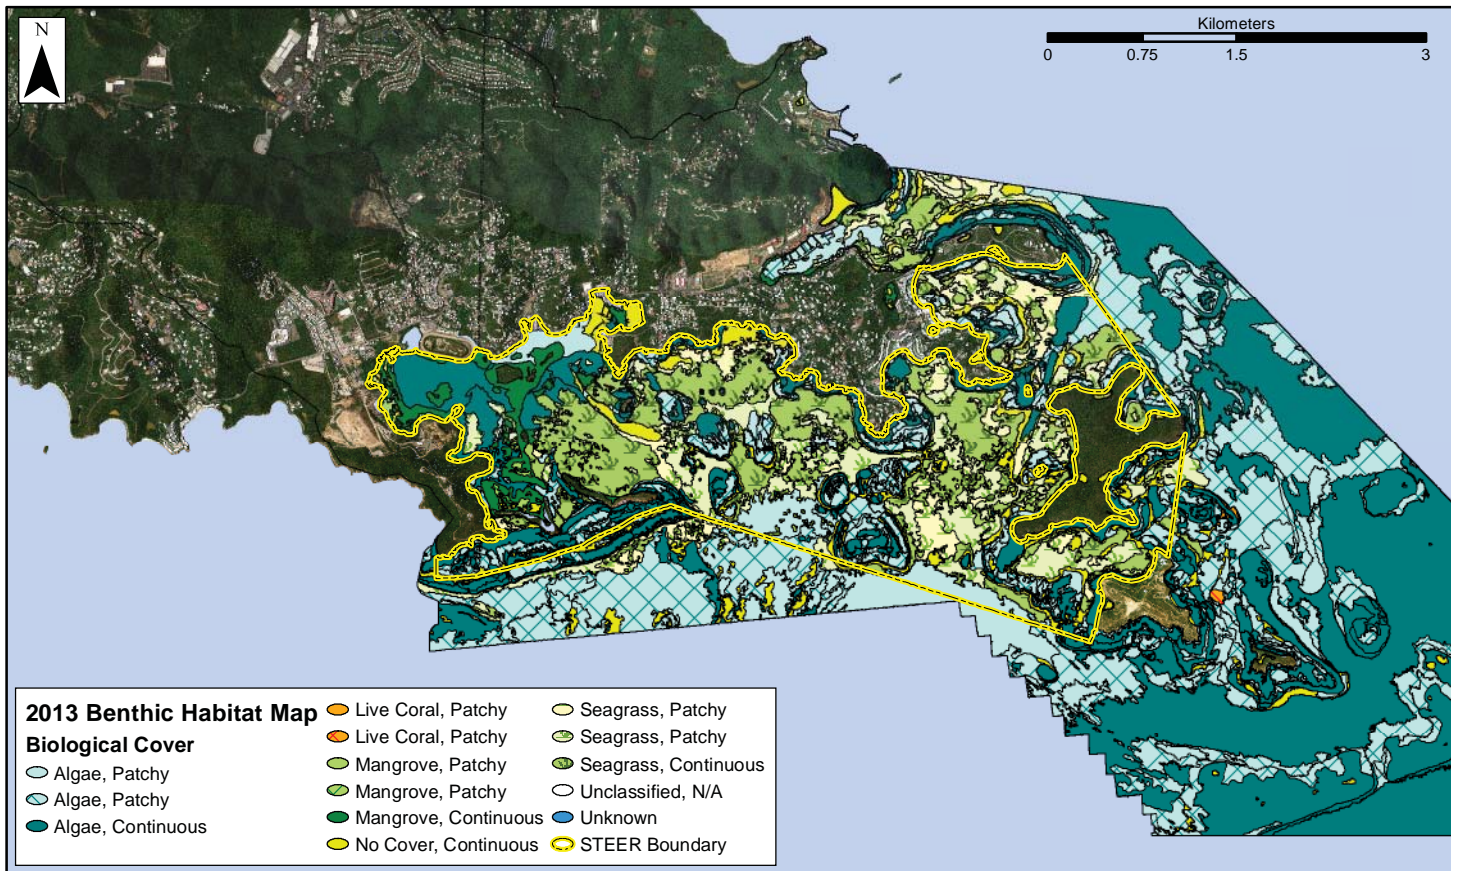 N
Kilometers
0 0.75 1.5 3
2013 Benthic Habitat Map
Biological Cover
Algae, Patchy
Algae, Patchy
Algae, Continuous
Live Coral, Patchy
Live Coral, Patchy
Mangrove, Patchy
Mangrove, Patchy
Mangrove, Continuous
No Cover, Continuous
Seagrass, Patchy
Seagrass, Patchy
Seagrass, Continuous
Unclassified, N/A
Unknown
STEER Boundary